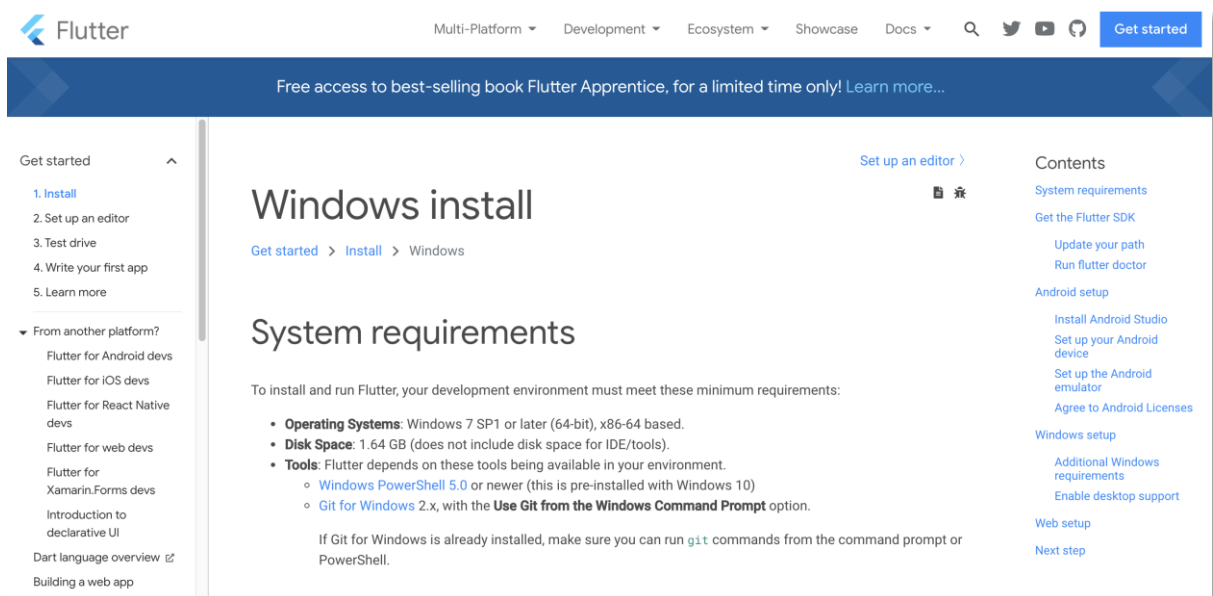 Flutter
Multi-Platform Development Ecosystem Showcase Docs Get started
Free access to best-selling book Flutter Apprentice, for a limited time only! Learn more...
Get started
1. Install
2. Set up an editor
3. Test drive
4. Write your first app
5. Learn more
From another platform?
Flutter for Android devs
Flutter for iOS devs
Flutter for React Native
devs
Flutter for web devs
Flutter for
Xamarin.Forms devs
Introduction to
declarative UI
Dart language overview
Building a web app
Set up an editor 〉
Windows install
Get started > Install > Windows
System requirements
To install and run Flutter, your development environment must meet these minimum requirements:
• Operating Systems: Windows 7 SP1 or later (64-bit), x86-64 based.
• Disk Space: 1.64 GB (does not include disk space for IDE/tools).
• Tools: Flutter depends on these tools being available in your environment.
◦ Windows PowerShell 5.0 or newer (this is pre-installed with Windows 10)
◦ Git for Windows 2.x, with the Use Git from the Windows Command Prompt option.
If Git for Windows is already installed, make sure you can run git commands from the command prompt or
PowerShell.
Contents
System requirements
Get the Flutter SDK
Update your path
Run flutter doctor
Android setup
Install Android Studio
Set up your Android
device
Set up the Android
emulator
Agree to Android Licenses
Windows setup
Additional Windows
requirements
Enable desktop support
Web setup
Next step